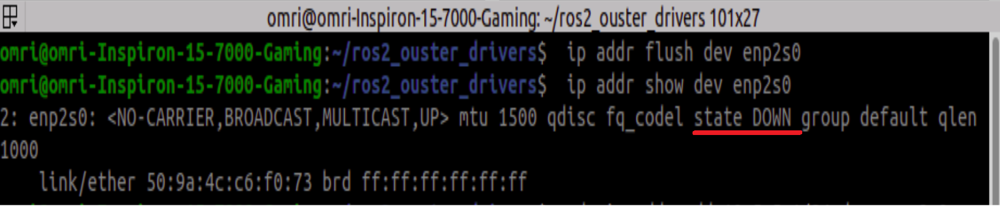 omri@omri-Inspiron-15-7000-Gaming: ~/ros2_ouster_drivers 101x27
omri@omri-Inspiron-15-7000-Gaming:~/ros2_ouster_drivers$  ip addr flush dev enp2s0
omri@omri-Inspiron-15-7000-Gaming:~/ros2_ouster_drivers$  ip addr show dev enp2s0
2: enp2s0: <NO-CARRIER,BROADCAST,MULTICAST,UP> mtu 1500 qdisc fq_codel state DOWN group default qlen
1000
    link/ether 50:9a:4c:c6:f0:73 brd ff:ff:ff:ff:ff:ff